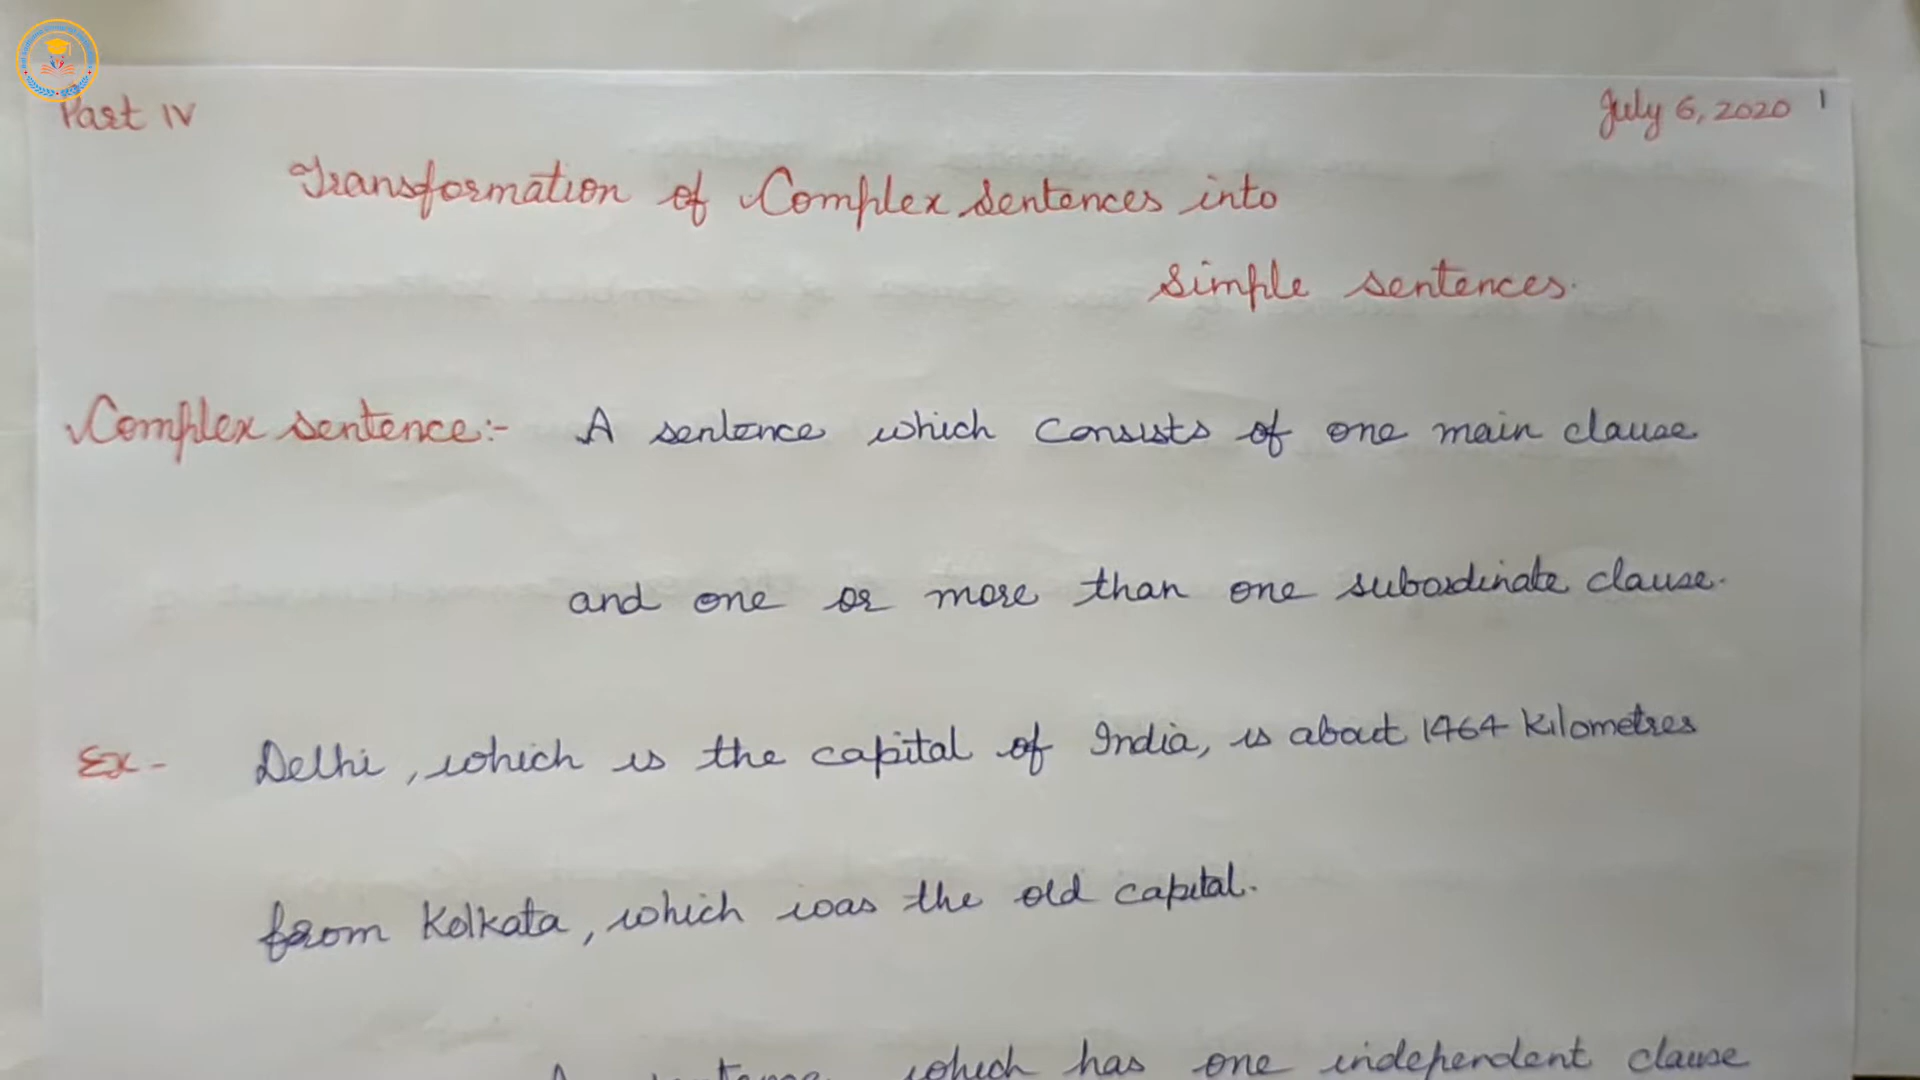 Part IV
July 6, 2020 1
Transformation of Complex sentences into
simple sentences.
Complex sentence:- A sentence which consists of one main clause
and one or more than one subordinate clause.
Ex - Delhi, which is the capital of India, is about 1464 kilometres
from Kolkata, which was the old capital.
A sentence which has one independent clause